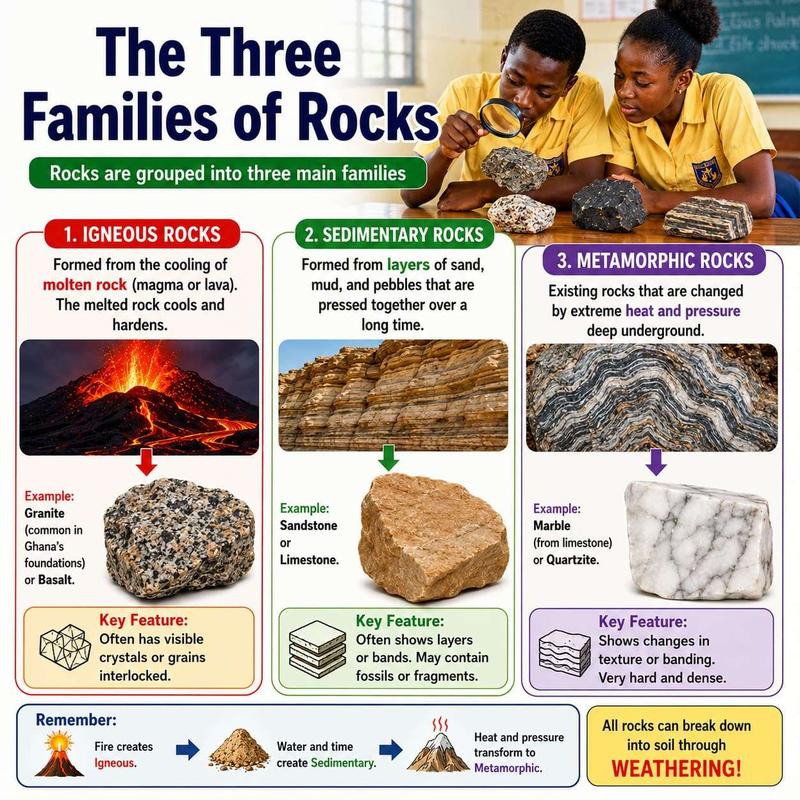 The Three
Families of Rocks
Rocks are grouped into three main families
1. IGNEOUS ROCKS
Formed from the cooling of
molten rock (magma or lava).
The melted rock cools and
hardens.
Example:
Granite
(common in
Ghana's
foundations)
or Basalt.
Key Feature:
Often has visible
crystals or grains
interlocked.
2. SEDIMENTARY ROCKS
Formed from layers of sand,
mud, and pebbles that are
pressed together over a
long time.
Example:
Sandstone
or
Limestone.
Key Feature:
Often shows layers
or bands. May contain
fossils or fragments.
3. METAMORPHIC ROCKS
Existing rocks that are changed
by extreme heat and pressure
deep underground.
Example:
Marble
(from limestone)
or Quartzite.
Key Feature:
Shows changes in
texture or banding.
Very hard and dense.
Remember:
Fire creates
Igneous.
Water and time
create Sedimentary.
Heat and pressure
transform to
Metamorphic.
All rocks can break down
into soil through
WEATHERING!